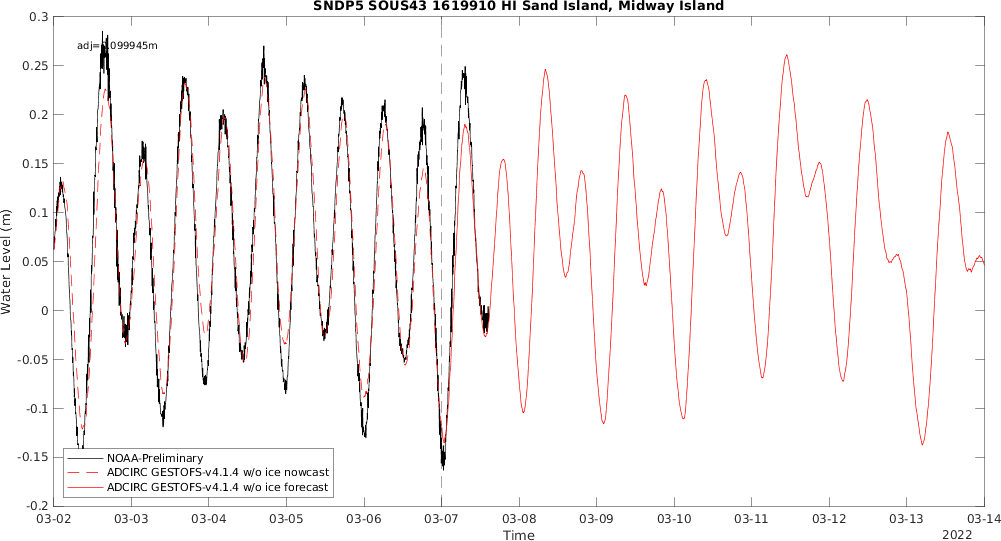 SNDP5 SOUS43 1619910 HI Sand Island, Midway Island
0.3
0.25
0.2
0.15
0.1
0.05
0
-0.05
-0.1
-0.15
-0.2
Water Level (m)
NOAA-Preliminary
ADCIRC GESTOFS-v4.1.4 w/o ice nowcast
ADCIRC GESTOFS-v4.1.4 w/o ice forecast
03-02 03-03 03-04 03-05 03-06 03-07 03-08 03-09 03-10 03-11 03-12 03-13 03-14
Time
2022